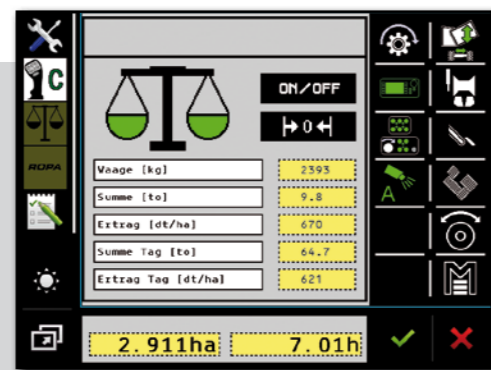 C
ON/OFF
0
Waage [kg] 2393
ROPA
Summe [to] 9.8
Ertrag [dt/ha] 670
A
Summe Tag [to] 64.7
Ertrag Tag [dt/ha] 621
2.911ha 7.01h